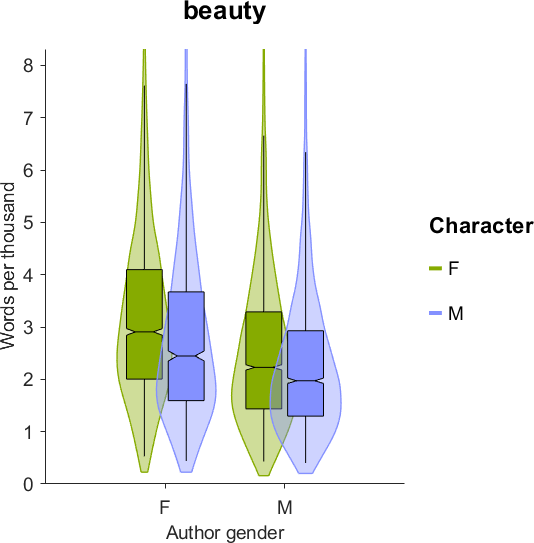 beauty
Words per thousand
8
7
6
5
4
3
2
1
0
F
M
Author gender
Character
F
M